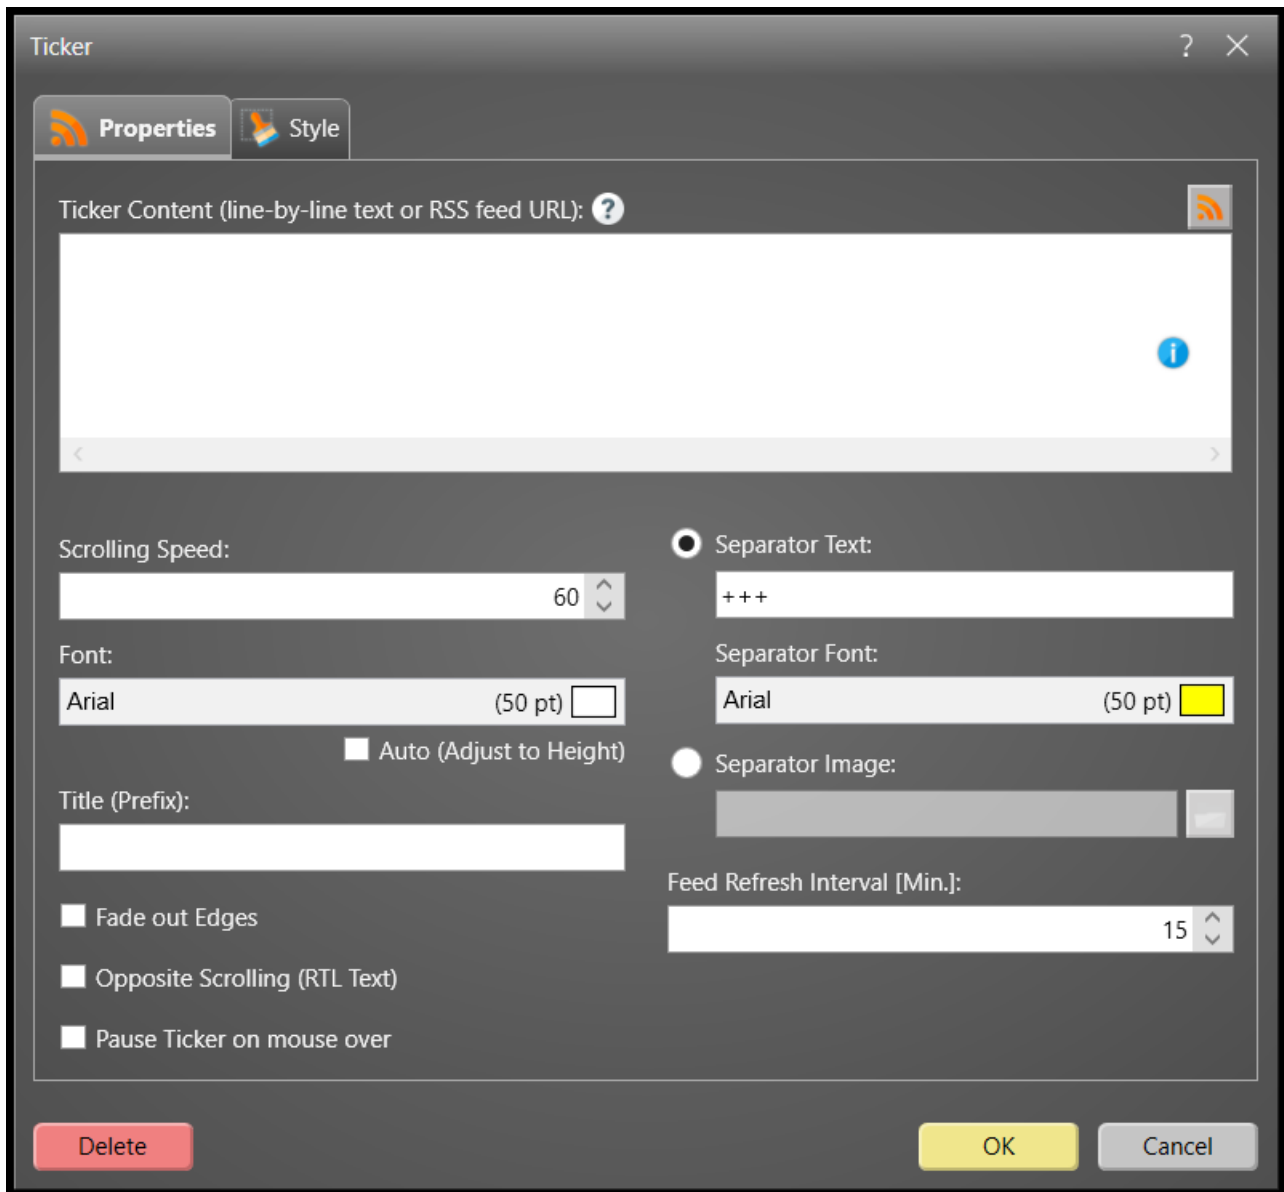 Ticker
?
Properties
Style
Ticker Content (line-by-line text or RSS feed URL): ?
i
Scrolling Speed:
60
Font:
Arial (50 pt)
Auto (Adjust to Height)
Title (Prefix):
Fade out Edges
Opposite Scrolling (RTL Text)
Pause Ticker on mouse over
Separator Text:
+++
Separator Font:
Arial (50 pt)
Separator Image:
Feed Refresh Interval [Min.]:
15
Delete
OK
Cancel